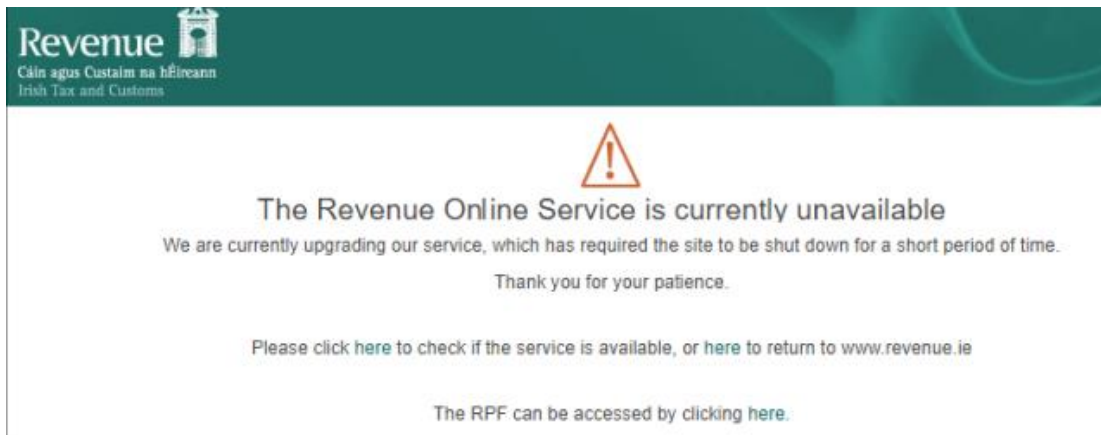 Revenue
Cáin agus Custaim na hÉireann
Irish Tax and Customs
The Revenue Online Service is currently unavailable
We are currently upgrading our service, which has required the site to be shut down for a short period of time.
Thank you for your patience.
Please click here to check if the service is available, or here to return to www.revenue.ie
The RPF can be accessed by clicking here.